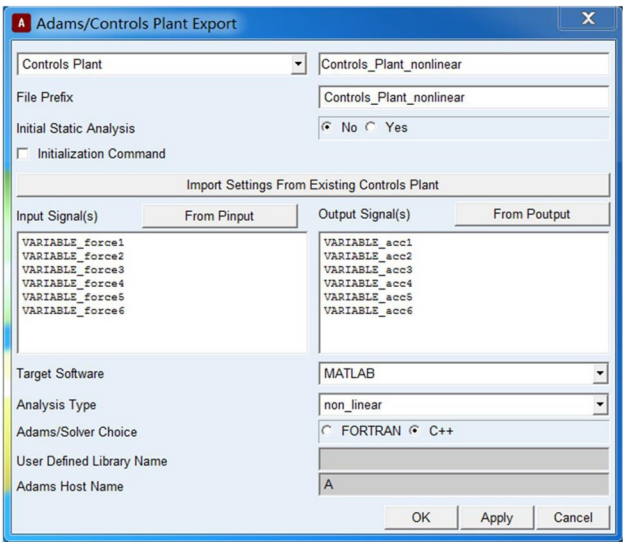 A Adams/Controls Plant Export X
Controls Plant Controls_Plant_nonlinear
File Prefix Controls_Plant_nonlinear
Initial Static Analysis No Yes
Initialization Command
Import Settings From Existing Controls Plant
Input Signal(s) From Pinput Output Signal(s) From Poutput
VARIABLE_force1 VARIABLE_acc1
VARIABLE_force2 VARIABLE_acc2
VARIABLE_force3 VARIABLE_acc3
VARIABLE_force4 VARIABLE_acc4
VARIABLE_force5 VARIABLE_acc5
VARIABLE_force6 VARIABLE_acc6
Target Software MATLAB
Analysis Type non_linear
Adams/Solver Choice FORTRAN C++
User Defined Library Name
Adams Host Name A
OK Apply Cancel